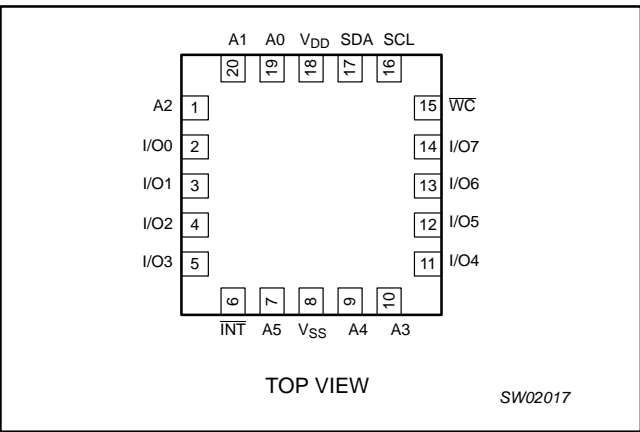 A1 A0 VDD SDA SCL
20 19 18 17 16
A2 1 15 W̅C̅
I/O0 2 14 I/O7
I/O1 3 13 I/O6
I/O2 4 12 I/O5
I/O3 5 11 I/O4
6 7 8 9 10
I̅N̅T̅ A5 VSS A4 A3
TOP VIEW
SW02017